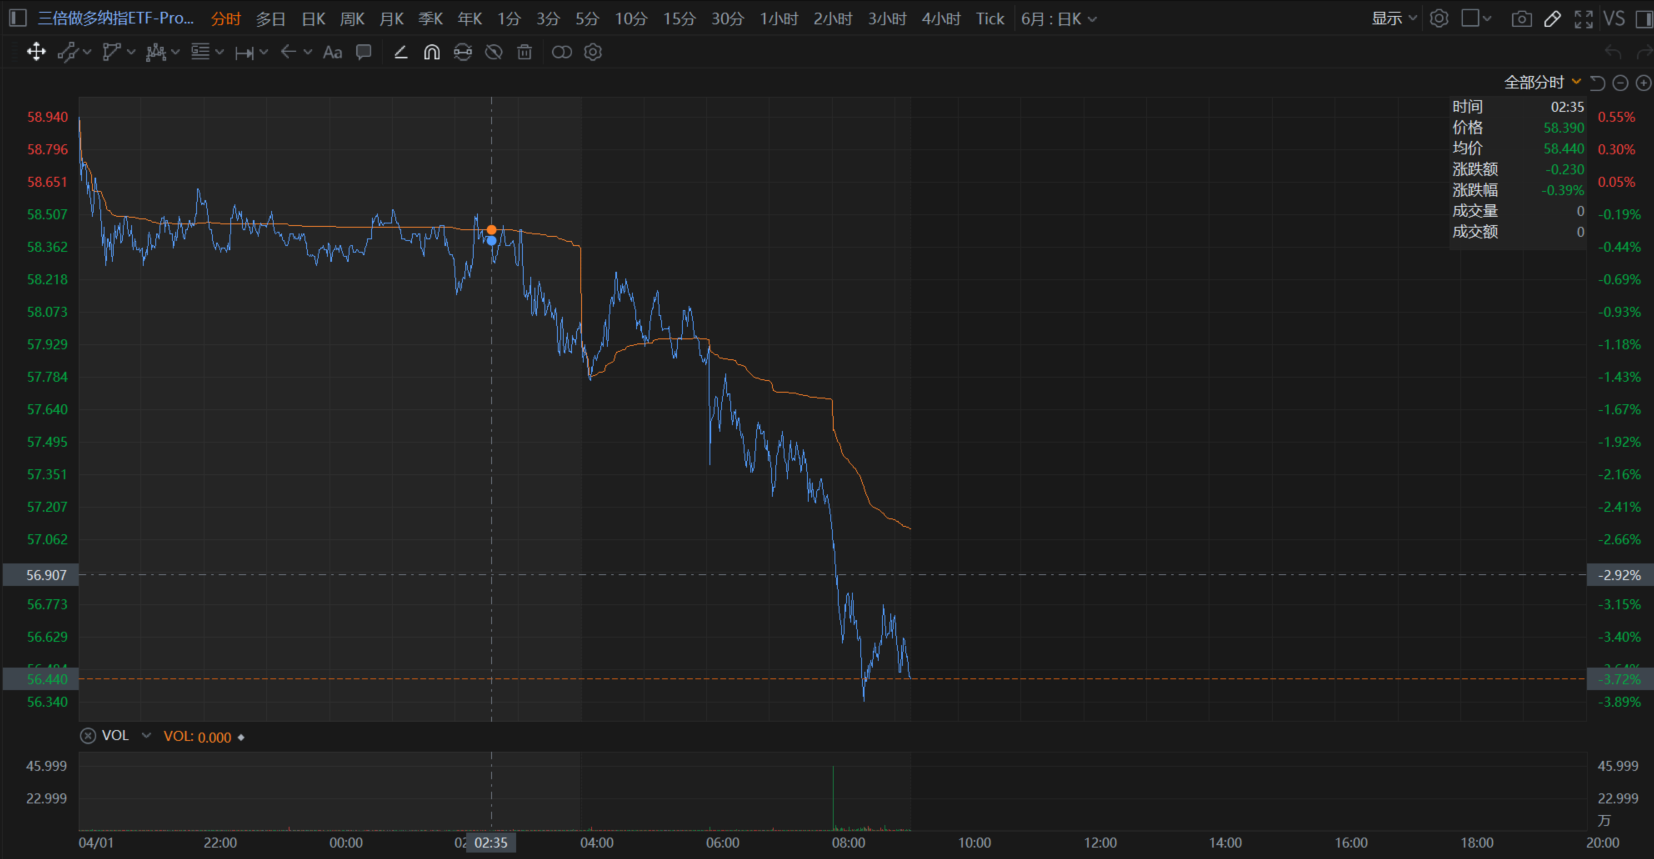 三倍做多纳指ETF-Pro... 分时 多日 日K 周K 月K 季K 年K 1分 3分 5分 10分 15分 30分 1小时 2小时 3小时 4小时 Tick 6月 : 日K 显示 VS
Aa
全部分时
时间 02:35
价格 58.390
均价 58.440
涨跌额 -0.230
涨跌幅 -0.39%
成交量 0
成交额 0
58.940 0.55%
58.796 0.30%
58.651 0.05%
58.507 -0.19%
58.362 -0.44%
58.218 -0.69%
58.073 -0.93%
57.929 -1.18%
57.784 -1.43%
57.640 -1.67%
57.495 -1.92%
57.351 -2.16%
57.207 -2.41%
57.062 -2.66%
56.907 -2.92%
56.773 -3.15%
56.629 -3.40%
56.440 -3.72%
56.340 -3.89%
VOL VOL: 0.000
45.999 45.999
22.999 22.999
万
04/01 22:00 00:00 02:35 04:00 06:00 08:00 10:00 12:00 14:00 16:00 18:00 20:00